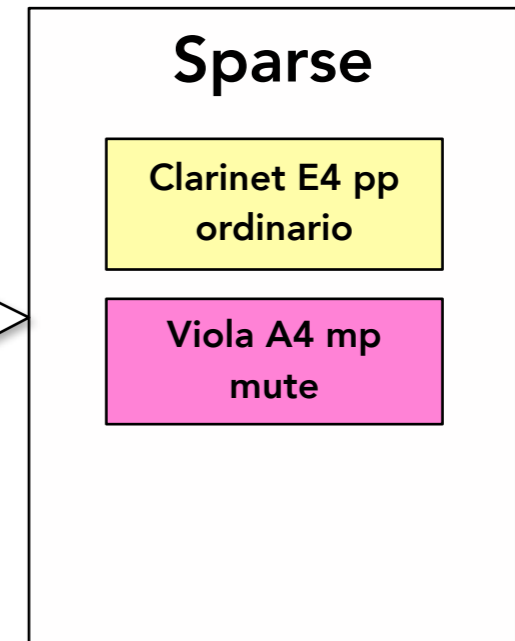 Sparse
Clarinet E4 pp
ordinario
Viola A4 mp
mute